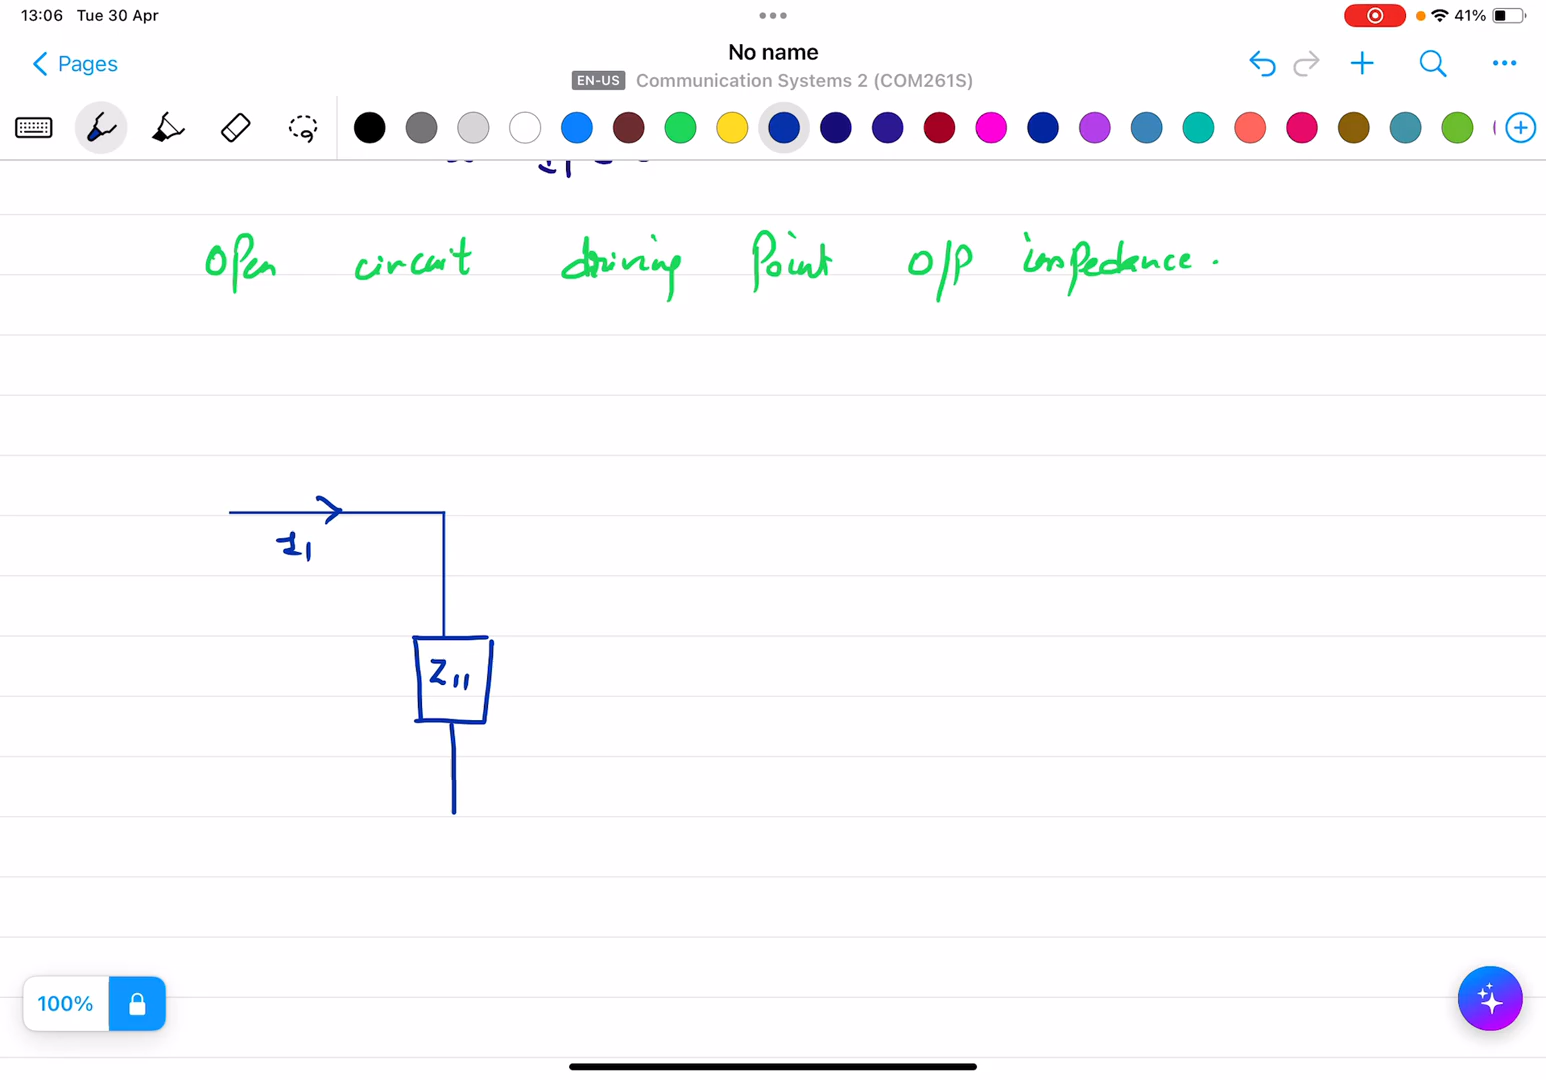 13:06 Tue 30 Apr
41%
Pages
No name
EN-US Communication Systems 2 (COM261S)
Open circuit driving Point o/p impedance.
I1
Z11
100%